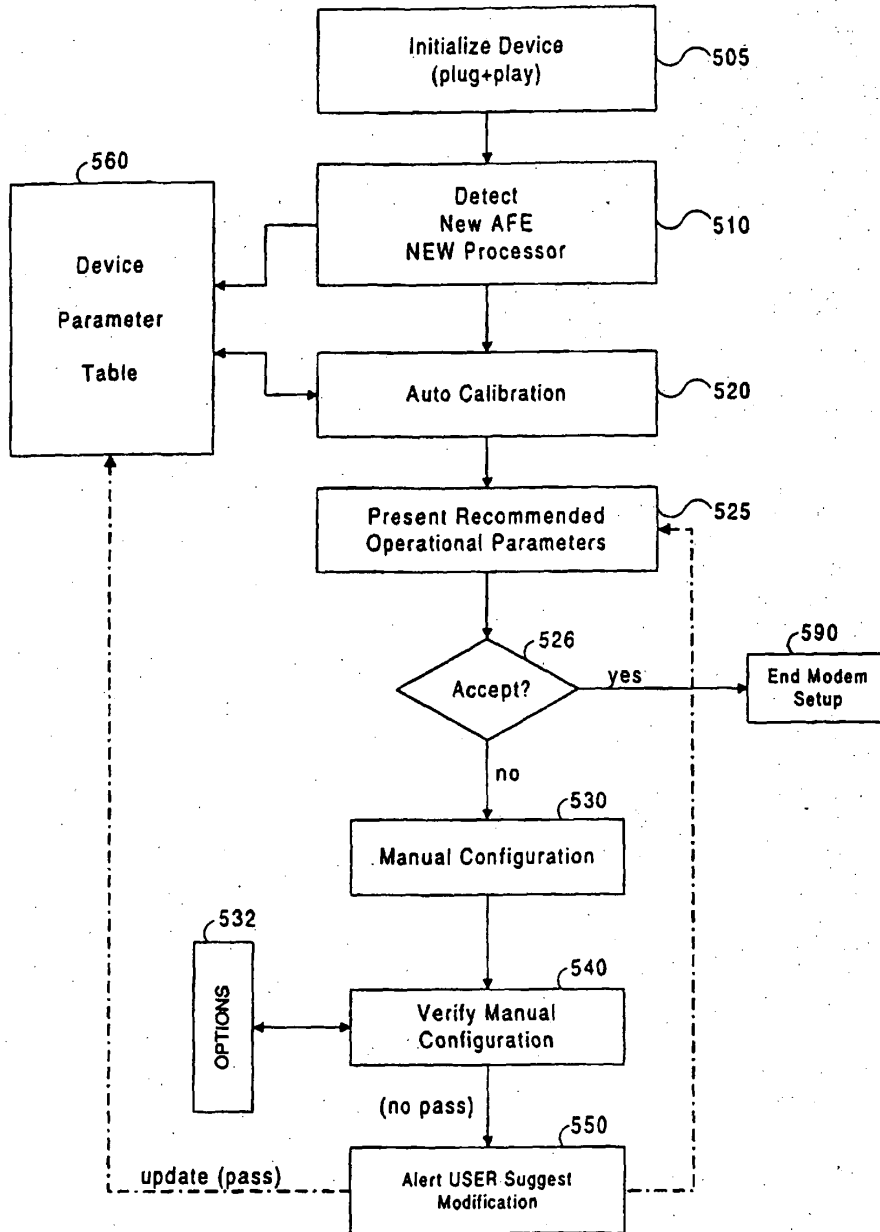 Initialize Device
(plug+play)
505
560
Detect
New AFE
NEW Processor
510
Device
Parameter
Table
Auto Calibration
520
Present Recommended
Operational Parameters
525
526
Accept?
yes
590
End Modem
Setup
no
530
Manual Configuration
532
OPTIONS
540
Verify Manual
Configuration
(no pass)
550
update (pass)
Alert USER Suggest
Modification